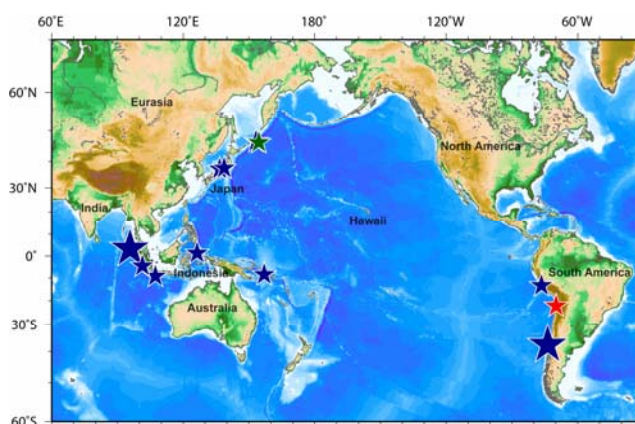 60°E 120°E 180° 120°W 60°W
60°N
Eurasia
North America
30°N
Japan
India
Hawaii
0°
Indonesia
South America
Australia
30°S
60°S